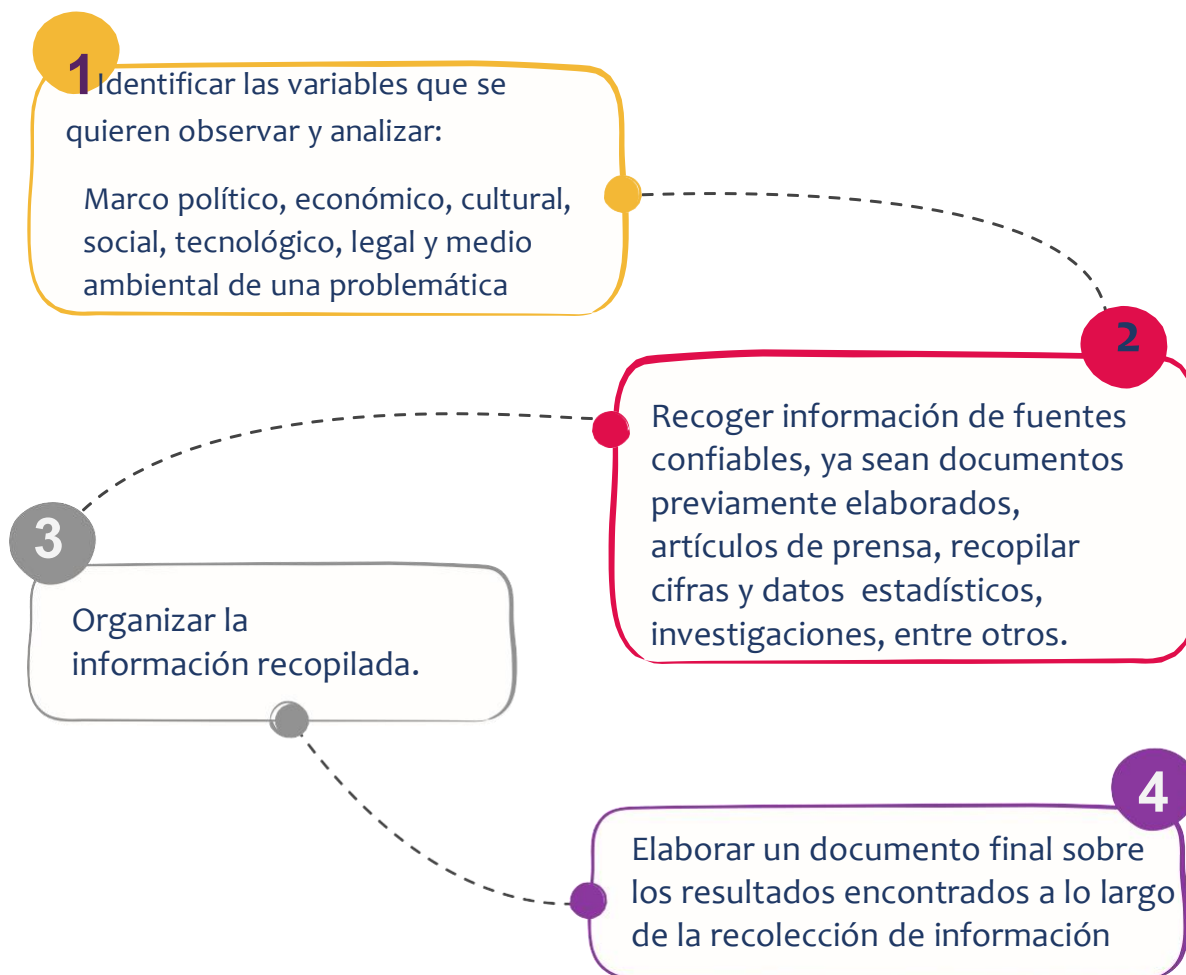 1 Identificar las variables que se
quieren observar y analizar:
Marco político, económico, cultural,
social, tecnológico, legal y medio
ambiental de una problemática
2
Recoger información de fuentes
confiables, ya sean documentos
previamente elaborados,
artículos de prensa, recopilar
cifras y datos estadísticos,
investigaciones, entre otros.
3
Organizar la
información recopilada.
4
Elaborar un documento final sobre
los resultados encontrados a lo largo
de la recolección de información